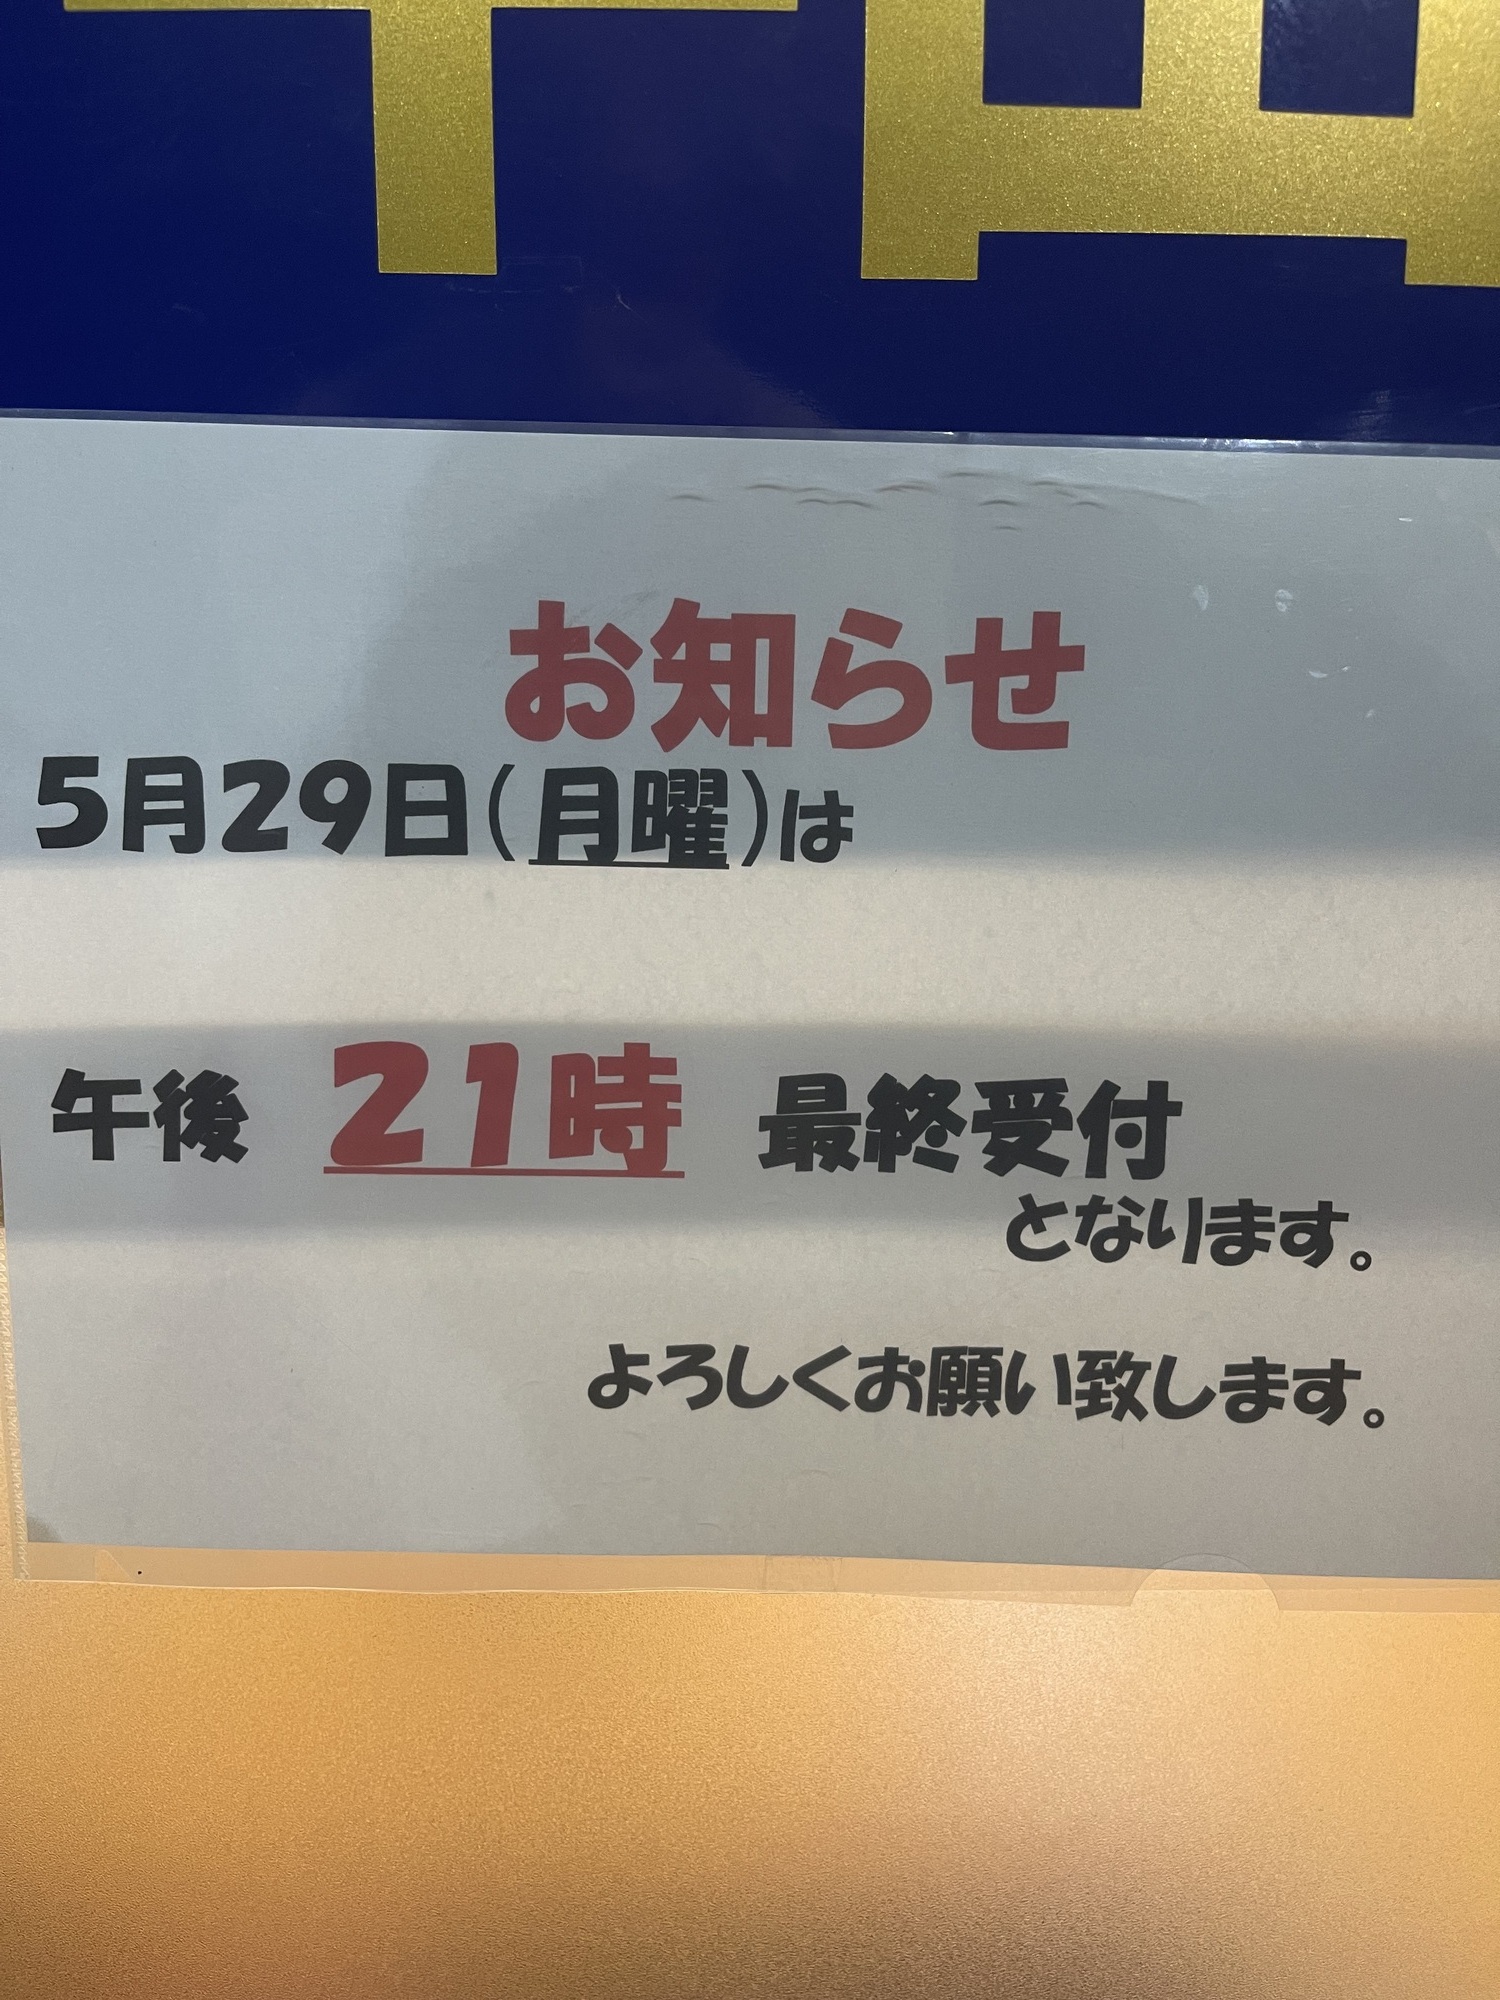 お知らせ
5月29日(月曜)は
午後 21時 最終受付
となります。
よろしくお願い致します。